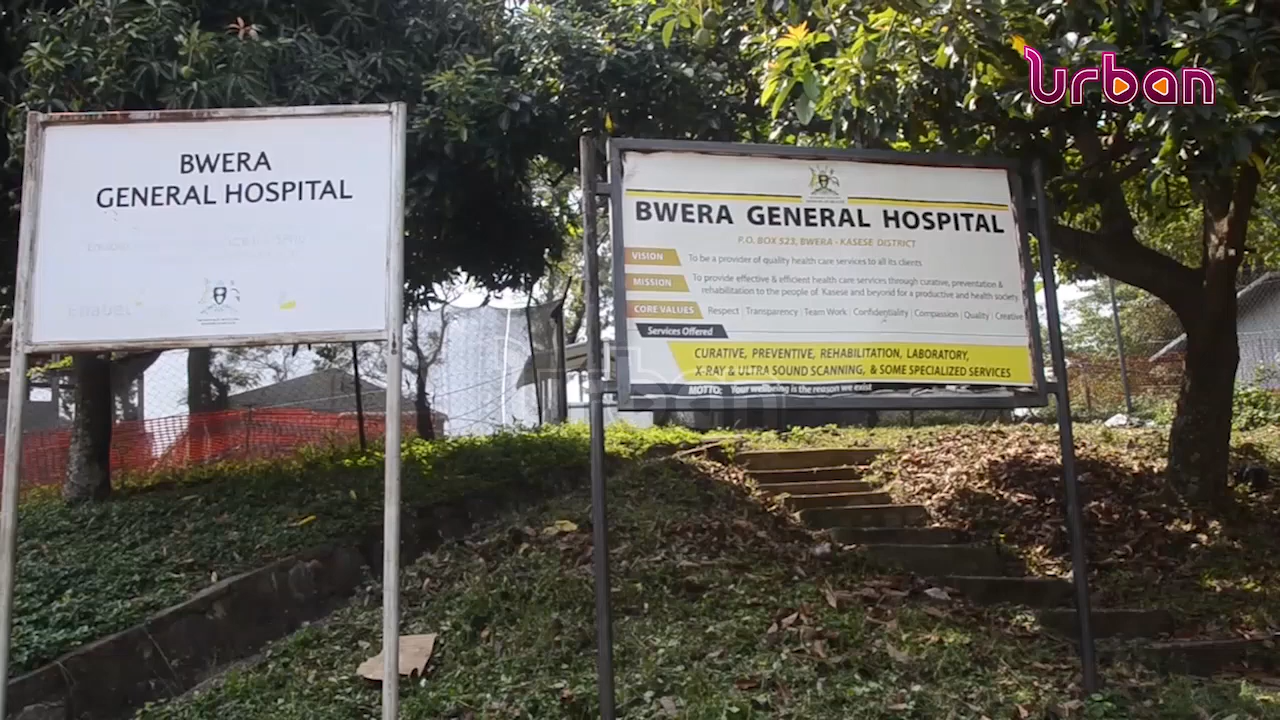 urban
BWERA
GENERAL HOSPITAL
BWERA GENERAL HOSPITAL
P.O. BOX 523, BWERA - KASESE DISTRICT
VISION To be a provider of quality health care services to all its clients
MISSION To provide effective & efficient health care services through curative, preventation &
rehabilitation to the people of Kasese and beyond for a productive and health society
CORE VALUES Respect | Transparency | Team Work | Confidentiality | Compassion | Quality | Creative
Services Offered
CURATIVE, PREVENTIVE, REHABILITATION, LABORATORY,
X-RAY & ULTRA SOUND SCANNING, & SOME SPECIALIZED SERVICES
MOTTO: Your wellbeing is the reason we exist
urban